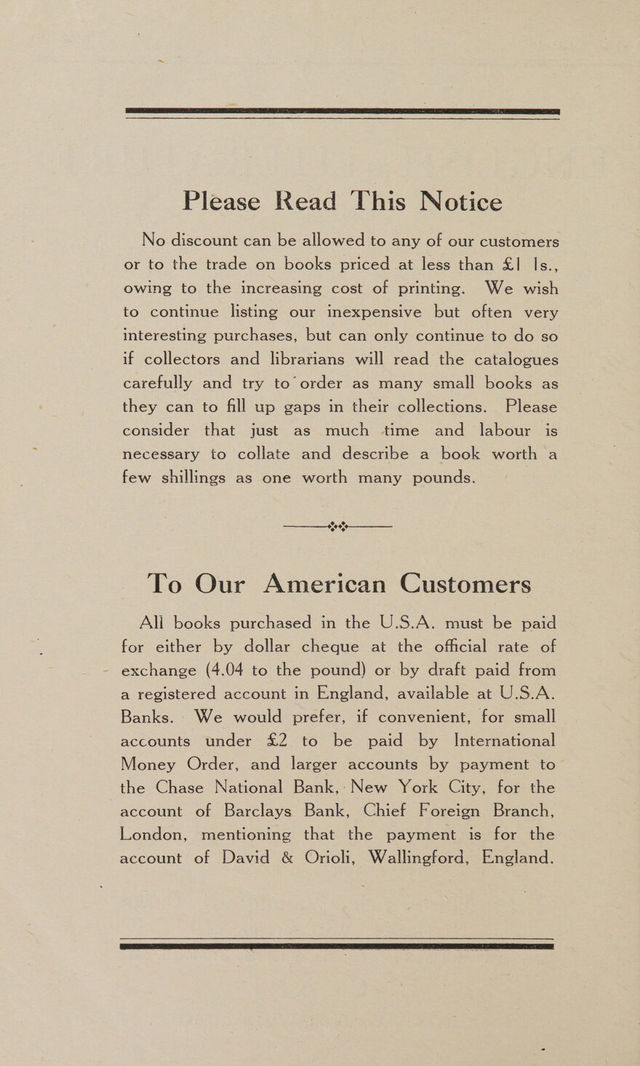 Please Read This Notice
No discount can be allowed to any of our customers
or to the trade on books priced at less than £1 1s.,
owing to the increasing cost of printing. We wish
to continue listing our inexpensive but often very
interesting purchases, but can only continue to do so
if collectors and librarians will read the catalogues
carefully and try to order as many small books as
they can to fill up gaps in their collections. Please
consider that just as much time and labour is
necessary to collate and describe a book worth a
few shillings as one worth many pounds.
To Our American Customers
All books purchased in the U.S.A. must be paid
for either by dollar cheque at the official rate of
exchange (4.04 to the pound) or by draft paid from
a registered account in England, available at U.S.A.
Banks. We would prefer, if convenient, for small
accounts under £2 to be paid by International
Money Order, and larger accounts by payment to
the Chase National Bank, New York City, for the
account of Barclays Bank, Chief Foreign Branch,
London, mentioning that the payment is for the
account of David & Orioli, Wallingford, England.